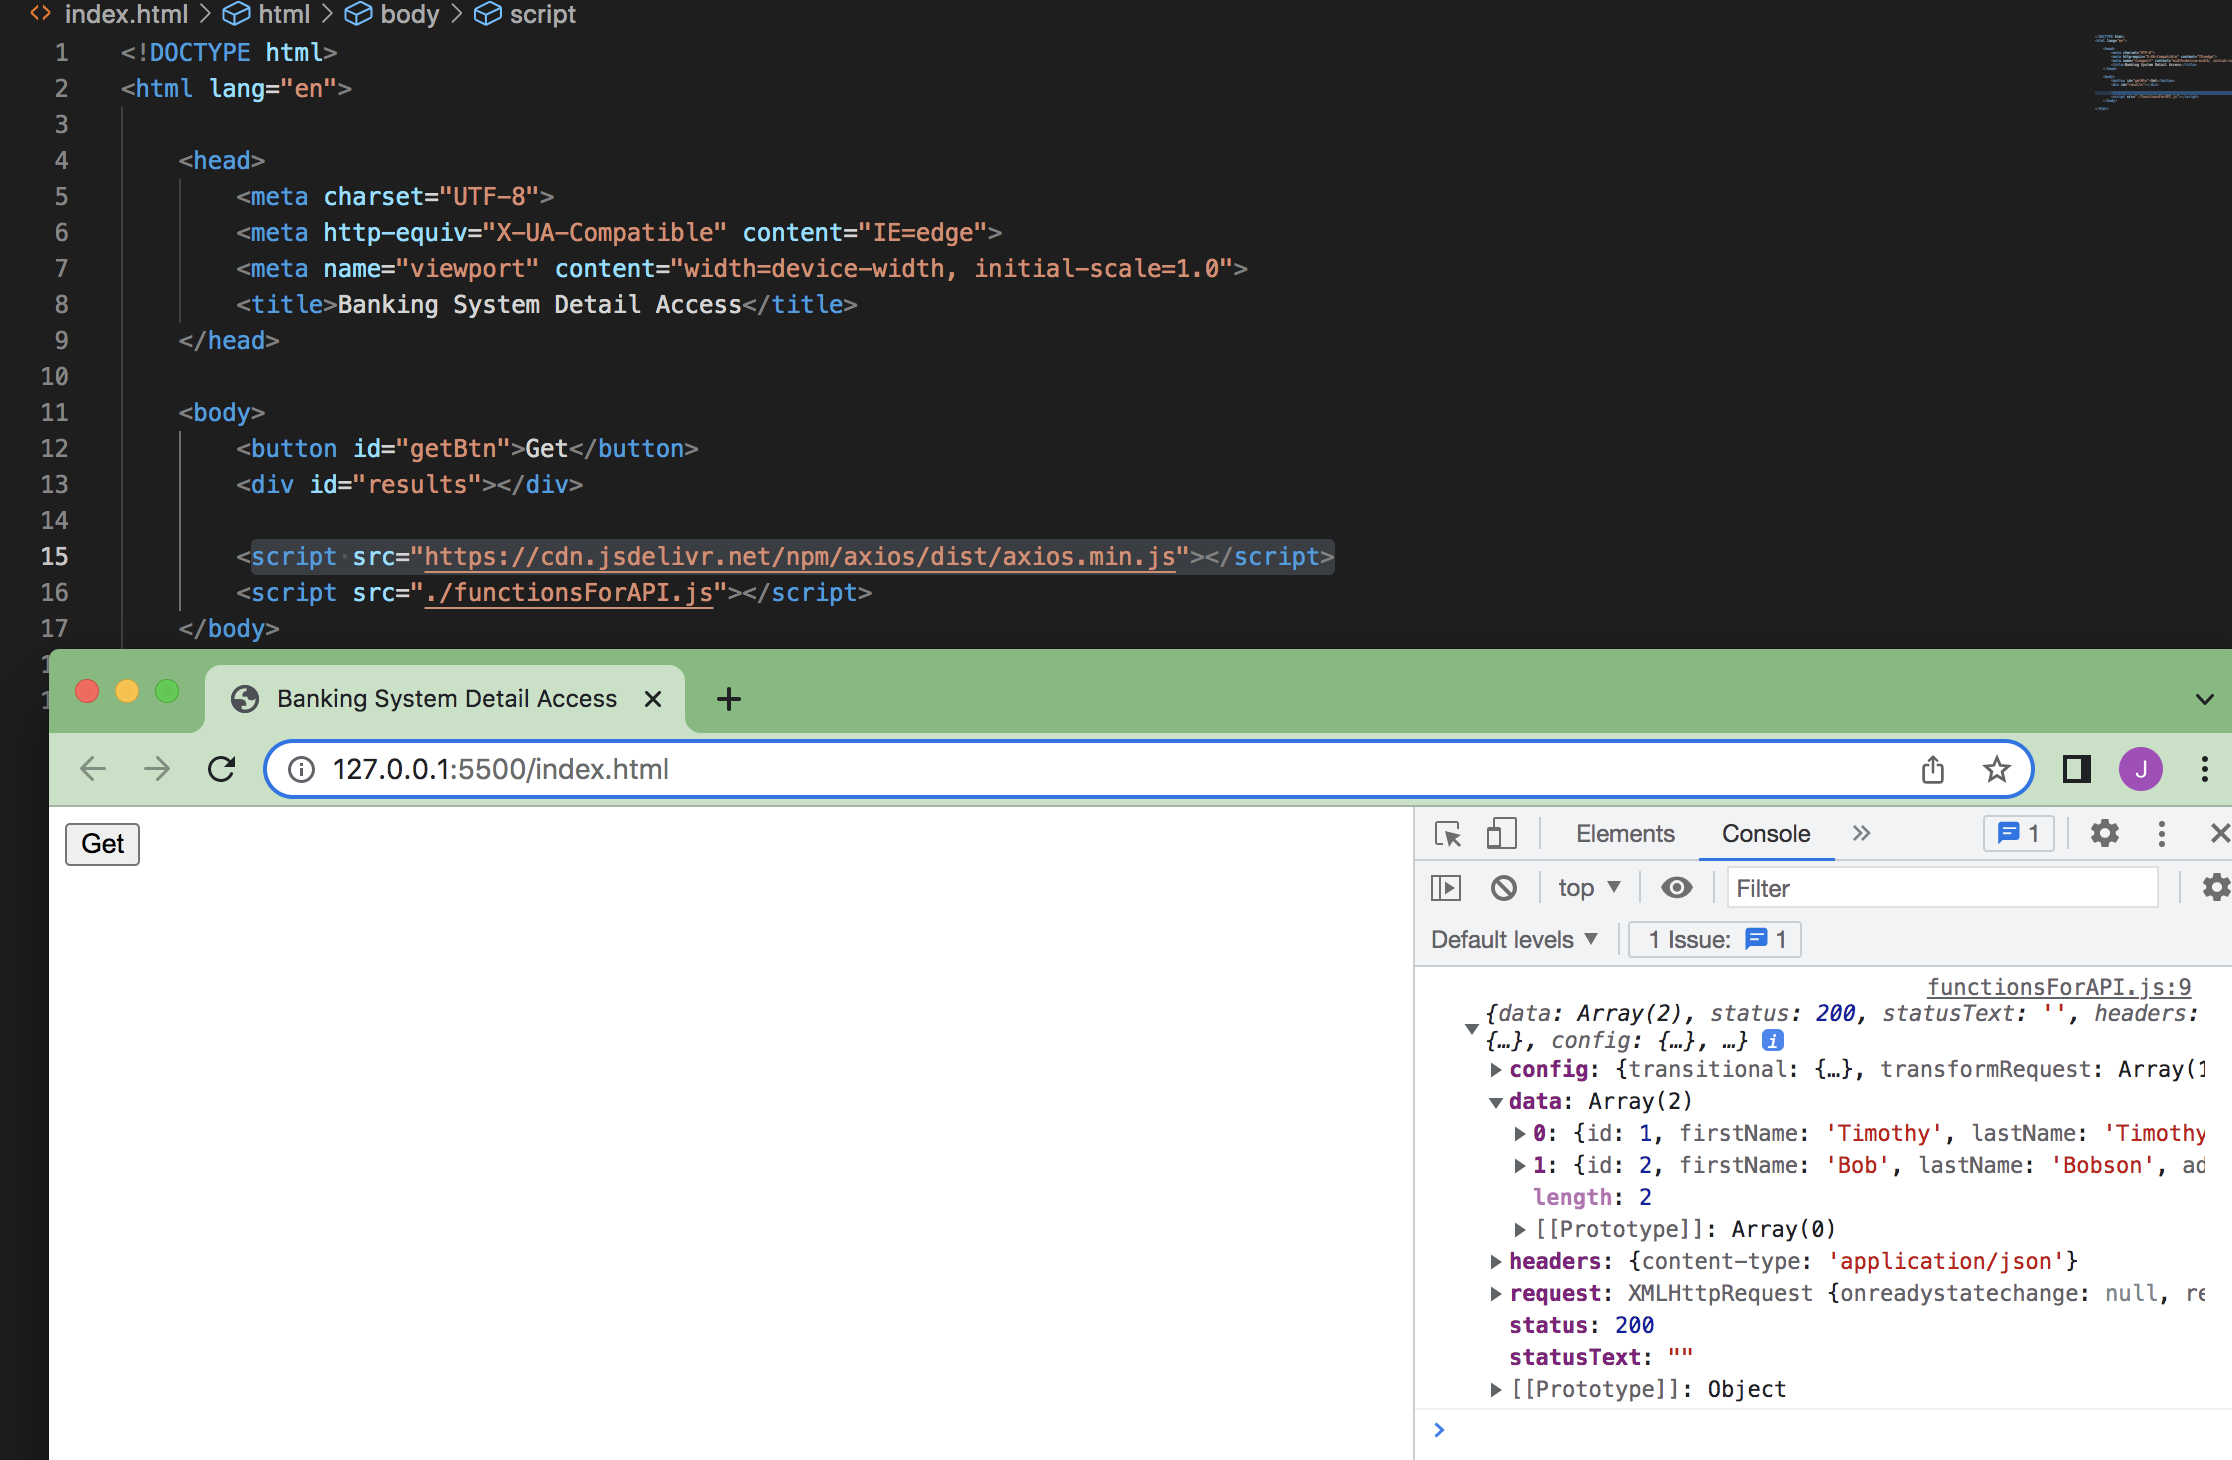 index.html > html > body > script
1 <!DOCTYPE html>
2 <html lang="en">
3
4 <head>
5 <meta charset="UTF-8">
6 <meta http-equiv="X-UA-Compatible" content="IE=edge">
7 <meta name="viewport" content="width=device-width, initial-scale=1.0">
8 <title>Banking System Detail Access</title>
9 </head>
10
11 <body>
12 <button id="getBtn">Get</button>
13 <div id="results"></div>
14
15 <script src="https://cdn.jsdelivr.net/npm/axios/dist/axios.min.js"></script>
16 <script src="./functionsForAPI.js"></script>
17 </body>
Banking System Detail Access
127.0.0.1:5500/index.html
J
Get
Elements Console 1
top Filter
Default levels 1 Issue: 1
functionsForAPI.js:9
{data: Array(2), status: 200, statusText: '', headers:
{…}, config: {…}, …} i
config: {transitional: {…}, transformRequest: Array(1
data: Array(2)
0: {id: 1, firstName: 'Timothy', lastName: 'Timothy
1: {id: 2, firstName: 'Bob', lastName: 'Bobson', ad
length: 2
[[Prototype]]: Array(0)
headers: {content-type: 'application/json'}
request: XMLHttpRequest {onreadystatechange: null, re
status: 200
statusText: ""
[[Prototype]]: Object